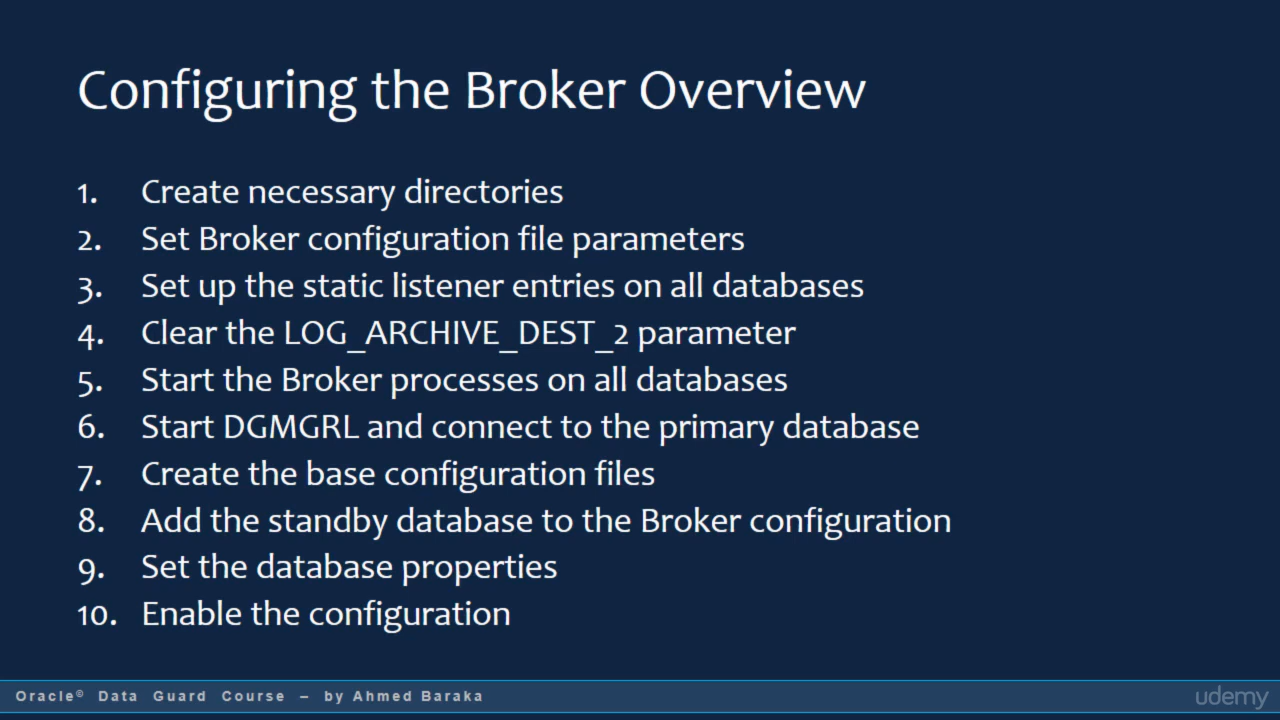 Configuring the Broker Overview
1. Create necessary directories
2. Set Broker configuration file parameters
3. Set up the static listener entries on all databases
4. Clear the LOG_ARCHIVE_DEST_2 parameter
5. Start the Broker processes on all databases
6. Start DGMGRL and connect to the primary database
7. Create the base configuration files
8. Add the standby database to the Broker configuration
9. Set the database properties
10. Enable the configuration
Oracle© Data Guard Course – by Ahmed Baraka
udemy